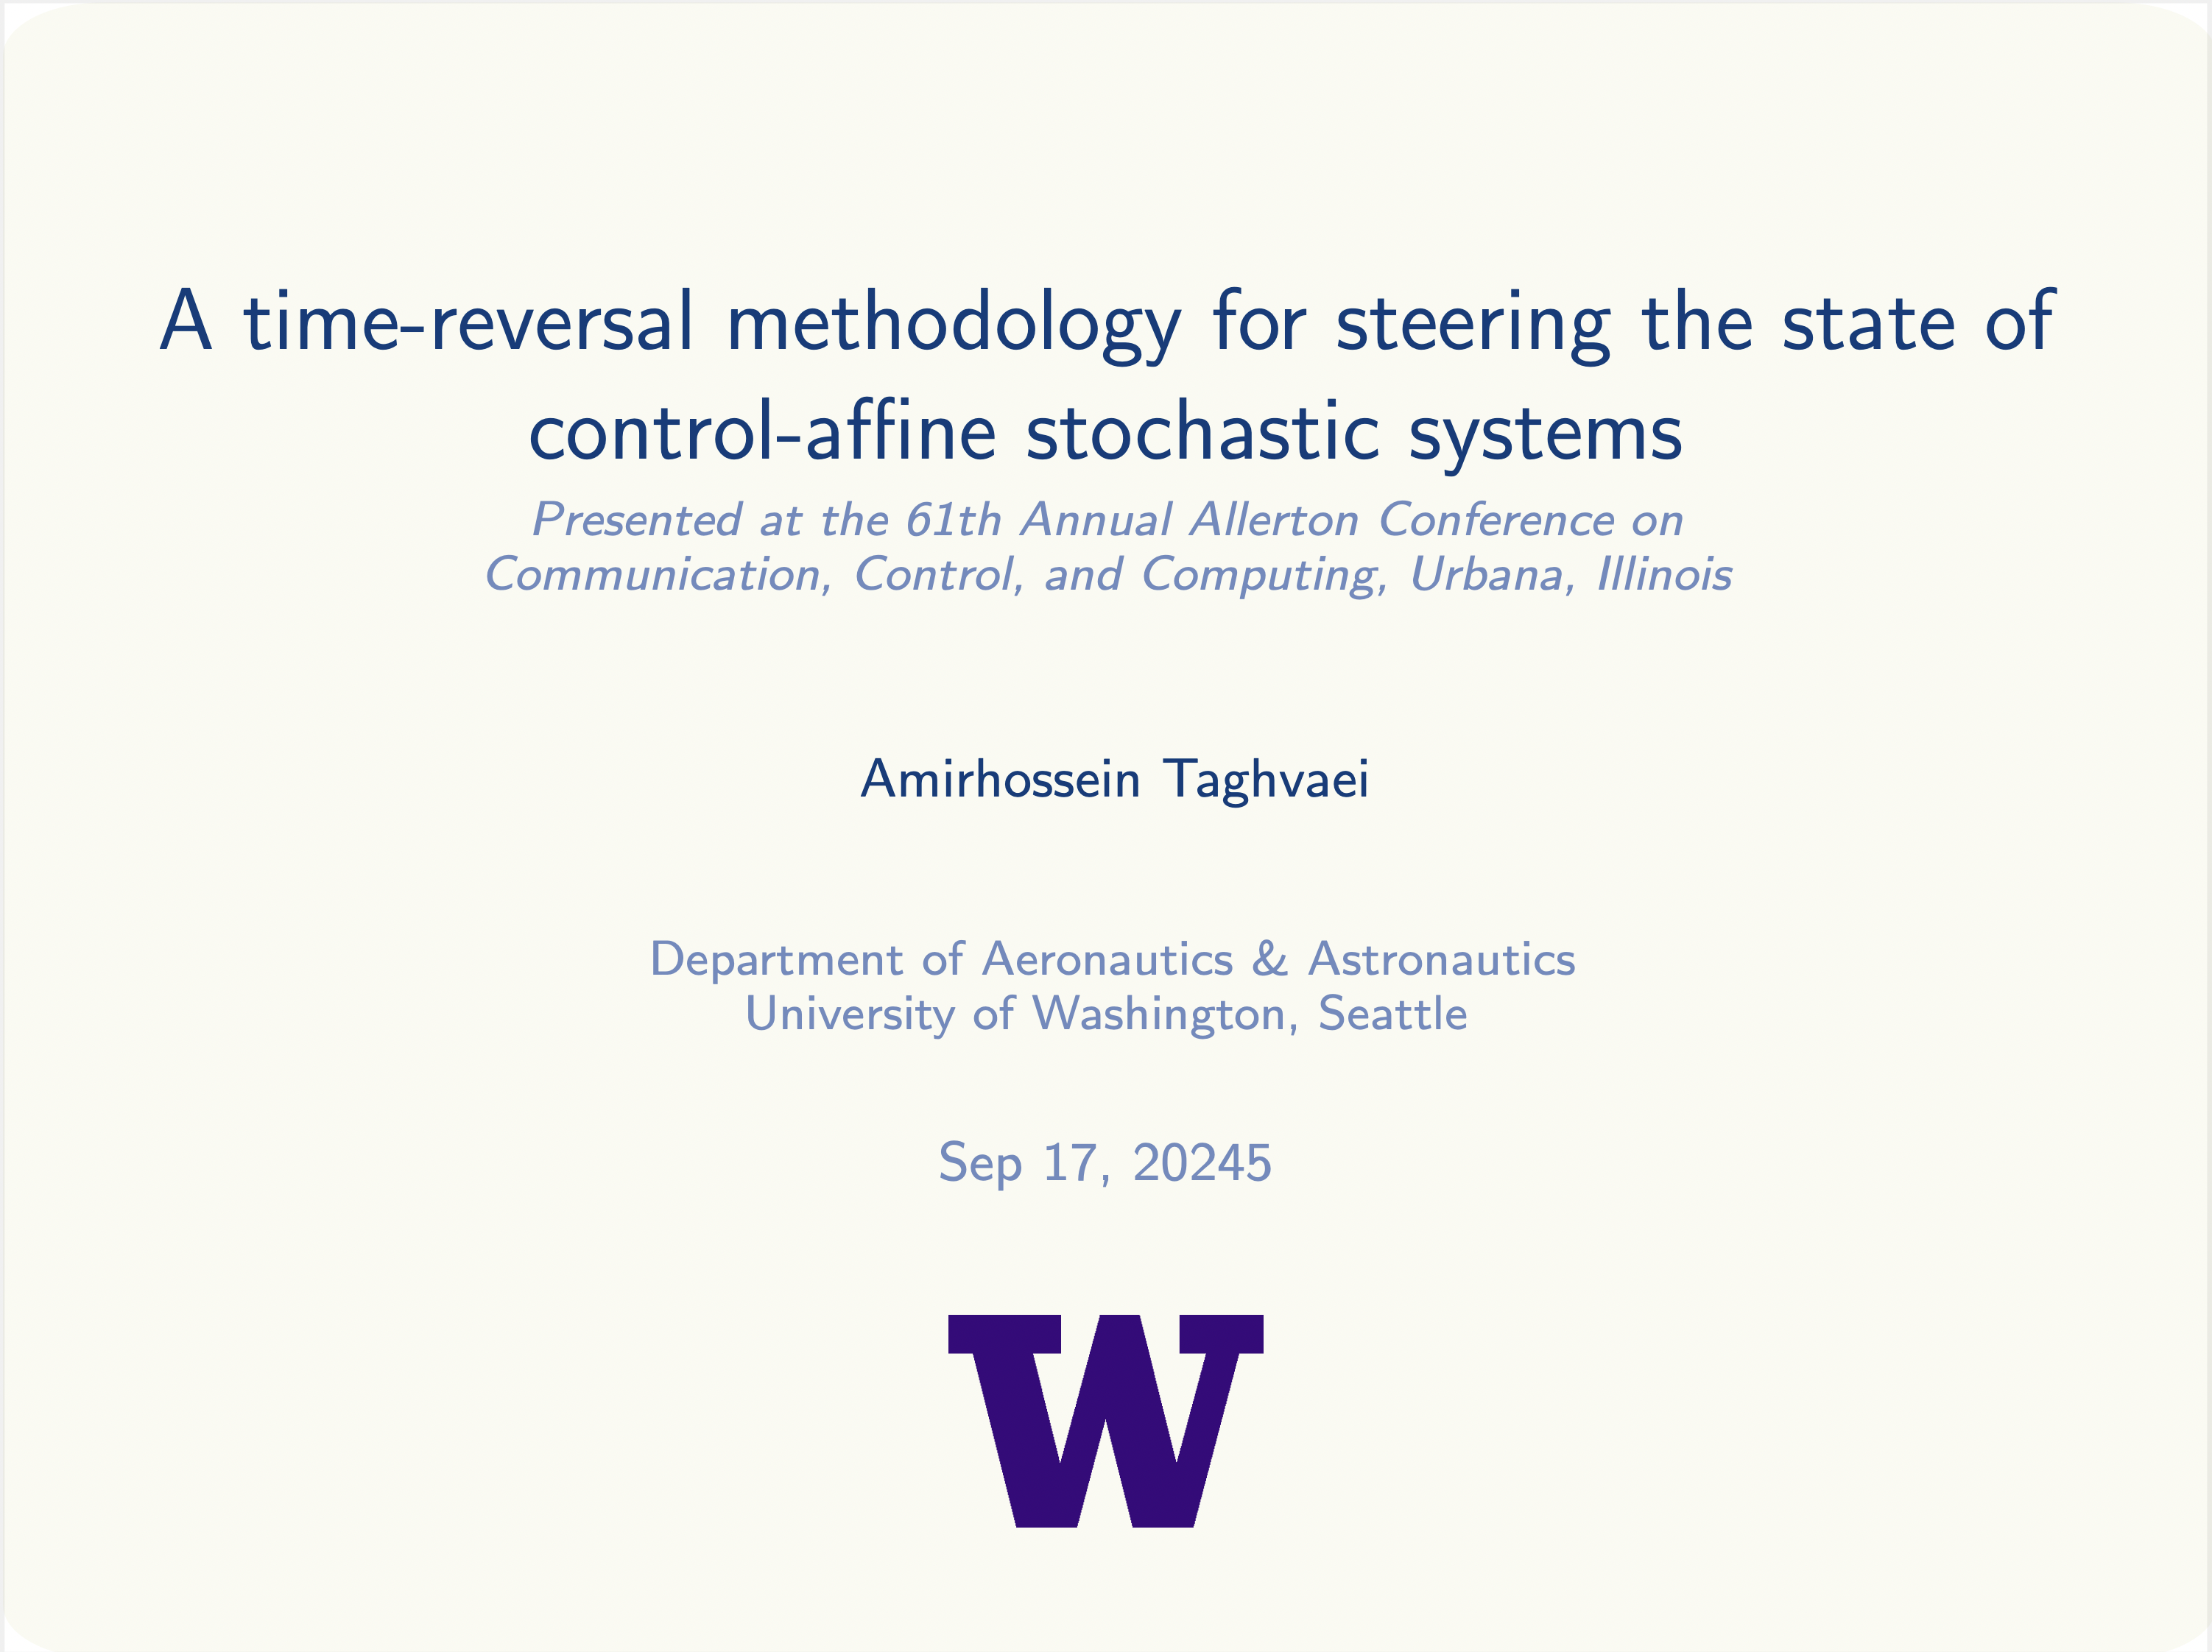 A time-reversal methodology for steering the state of
control-affine stochastic systems
Presented at the 61th Annual Allerton Conference on
Communication, Control, and Computing, Urbana, Illinois
Amirhossein Taghvaei
Department of Aeronautics & Astronautics
University of Washington, Seattle
Sep 17, 20245
W